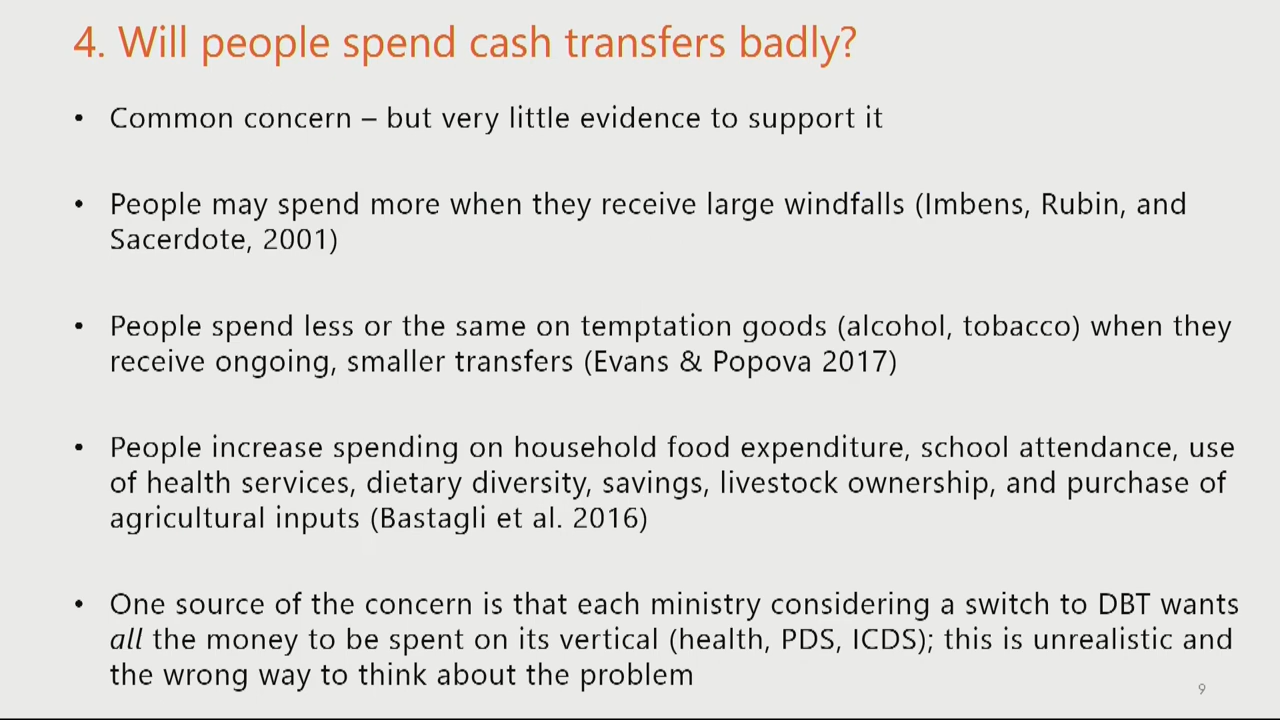 4. Will people spend cash transfers badly?
• Common concern – but very little evidence to support it
• People may spend more when they receive large windfalls (Imbens, Rubin, and
Sacerdote, 2001)
• People spend less or the same on temptation goods (alcohol, tobacco) when they
receive ongoing, smaller transfers (Evans & Popova 2017)
• People increase spending on household food expenditure, school attendance, use
of health services, dietary diversity, savings, livestock ownership, and purchase of
agricultural inputs (Bastagli et al. 2016)
• One source of the concern is that each ministry considering a switch to DBT wants
all the money to be spent on its vertical (health, PDS, ICDS); this is unrealistic and
the wrong way to think about the problem
9